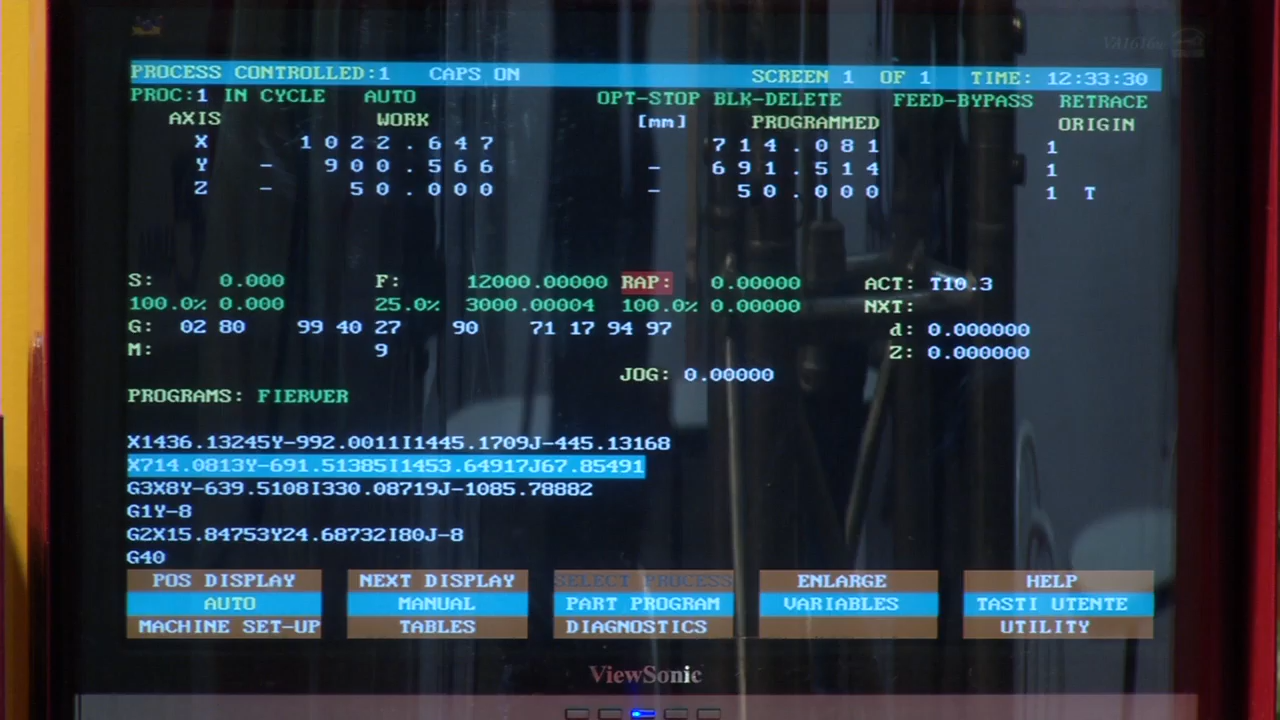 VA1616w
PROCESS CONTROLLED:1 CAPS ON SCREEN 1 OF 1 TIME: 12:33:30
PROC:1 IN CYCLE AUTO OPT-STOP BLK-DELETE FEED-BYPASS RETRACE
AXIS WORK [mm] PROGRAMMED ORIGIN
X 1022.647 714.081 1
Y - 900.566 - 691.514 1
Z - 50.000 - 50.000 1 T
S: 0.000 F: 12000.00000 RAP: 0.00000 ACT: T10.3
100.0% 0.000 25.0% 3000.00004 100.0% 0.00000 NXT:
G: 02 80 99 40 27 90 71 17 94 97 d: 0.000000
M: 9 Z: 0.000000
JOG: 0.00000
PROGRAMS: FIERVER
X1436.13245Y-992.0011I1445.1709J-445.13168
X714.0813Y-691.51385I1453.64917J67.85491
G3X8Y-639.5108I330.08719J-1085.78882
G1Y-8
G2X15.84753Y24.68732I80J-8
G40
POS DISPLAY NEXT DISPLAY SELECT PROCESS ENLARGE HELP
AUTO MANUAL PART PROGRAM VARIABLES TASTI UTENTE
MACHINE SET-UP TABLES DIAGNOSTICS UTILITY
ViewSonic